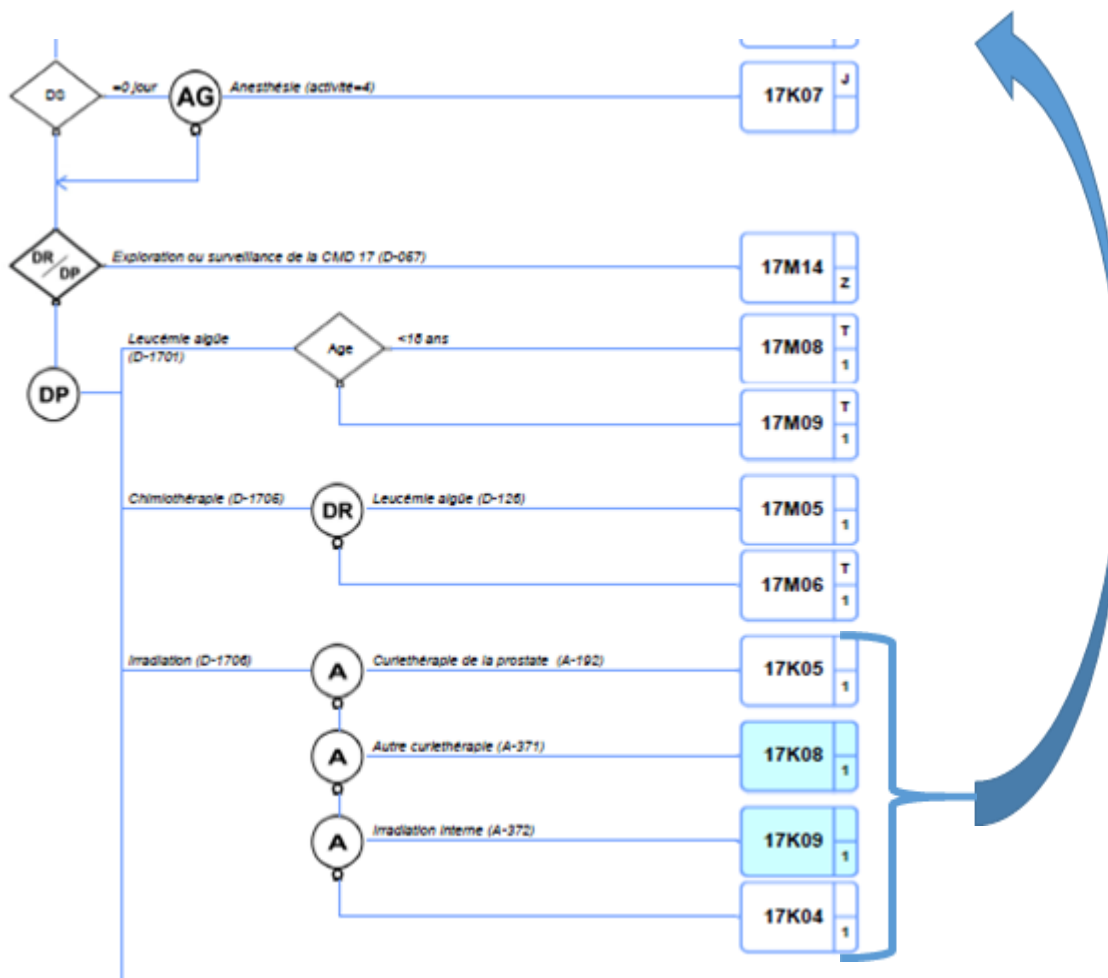 DS =0 jour AG Anesthésie (activité=4) 17K07 J
DR / DP Exploration ou surveillance de la CMD 17 (D-067) 17M14 Z
Leucémie aigüe (D-1701) Age <18 ans 17M08 T 1
DP
17M09 T 1
Chimiothérapie (D-1705) DR Leucémie aigüe (D-126) 17M05 1
17M06 T 1
Irradiation (D-1706) A Curiethérapie de la prostate (A-192) 17K05 1
A Autre curiethérapie (A-371) 17K08 1
A Irradiation interne (A-372) 17K09 1
17K04 1